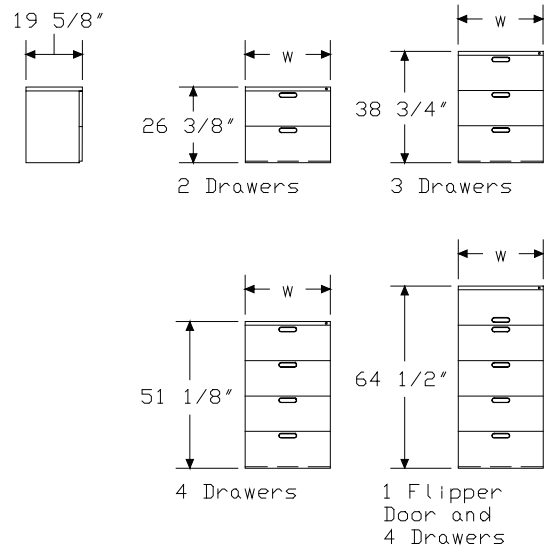 19 5/8"
W
26 3/8"
2 Drawers
W
38 3/4"
3 Drawers
W
51 1/8"
4 Drawers
W
64 1/2"
1 Flipper
Door and
4 Drawers